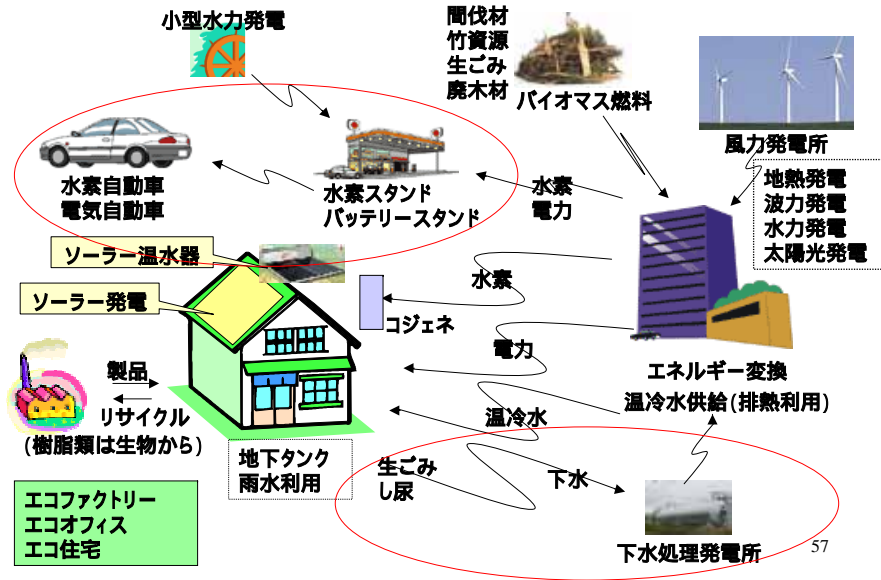 小型水力発電
間伐材
竹資源
生ごみ
廃木材
バイオマス燃料
風力発電所
地熱発電
波力発電
水力発電
太陽光発電
水素自動車
電気自動車
水素スタンド
バッテリースタンド
水素
電力
ソーラー温水器
ソーラー発電
水素
コジェネ
電力
エネルギー変換
温冷水供給(排熱利用)
製品
リサイクル
(樹脂類は生物から)
温冷水
地下タンク
雨水利用
生ごみ
し尿
下水
エコファクトリー
エコオフィス
エコ住宅
下水処理発電所
57